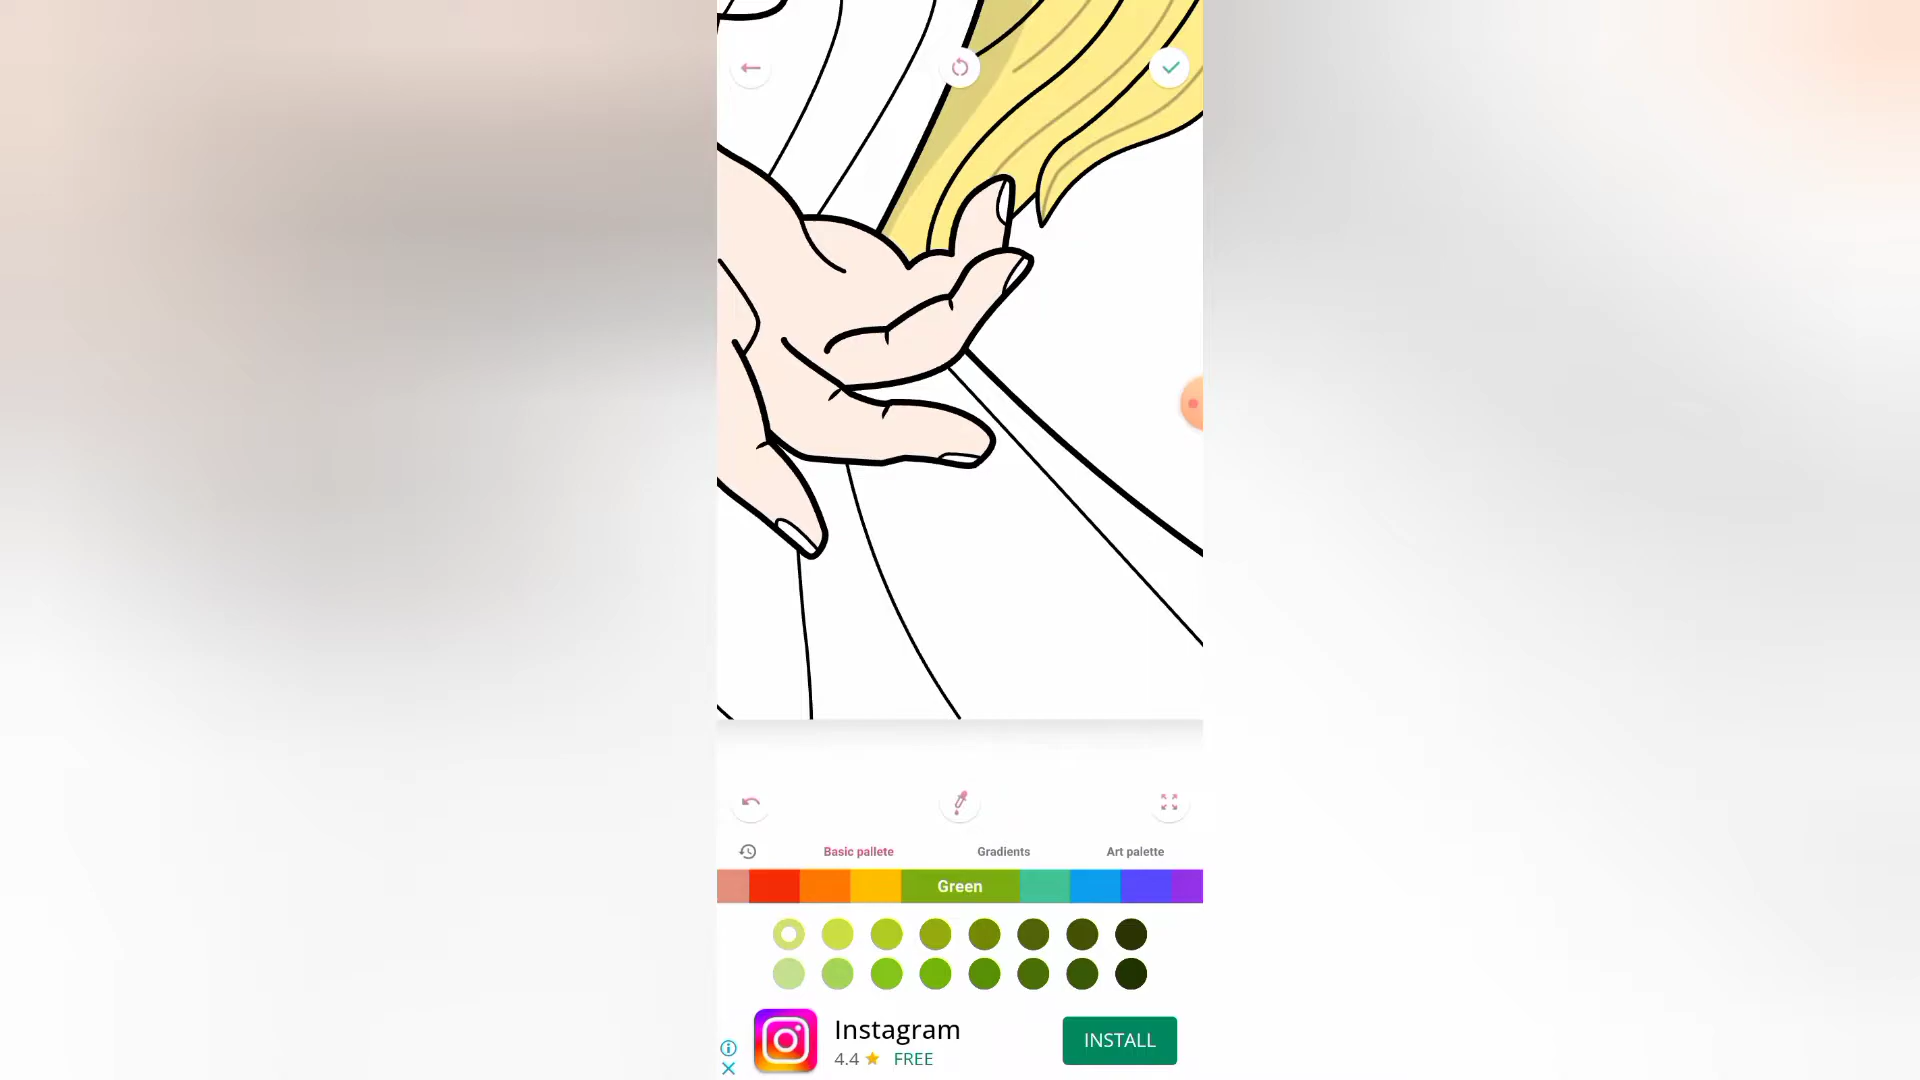 Basic pallete
Gradients
Art palette
Green
Instagram
4.4 FREE
INSTALL